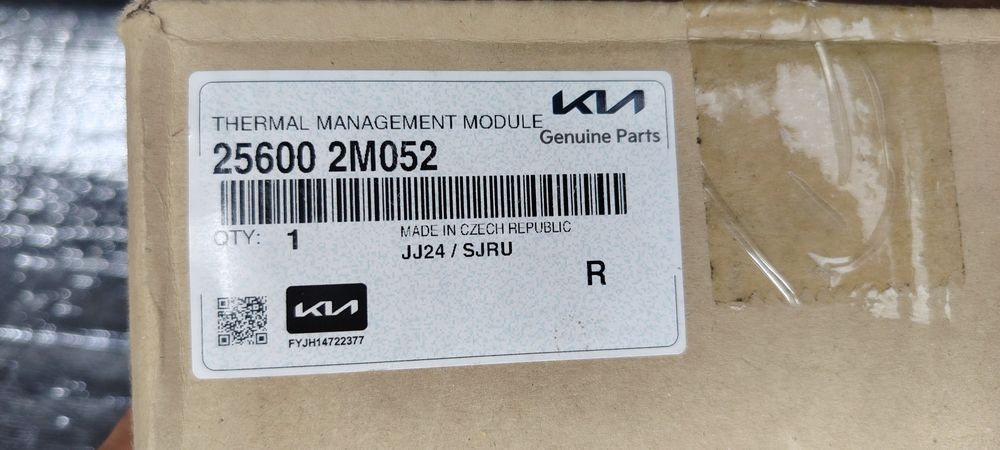 KIA
THERMAL MANAGEMENT MODULE
Genuine Parts
25600 2M052
QTY: 1
MADE IN CZECH REPUBLIC
JJ24 / SJRU
R
KIA
FYJH14722377